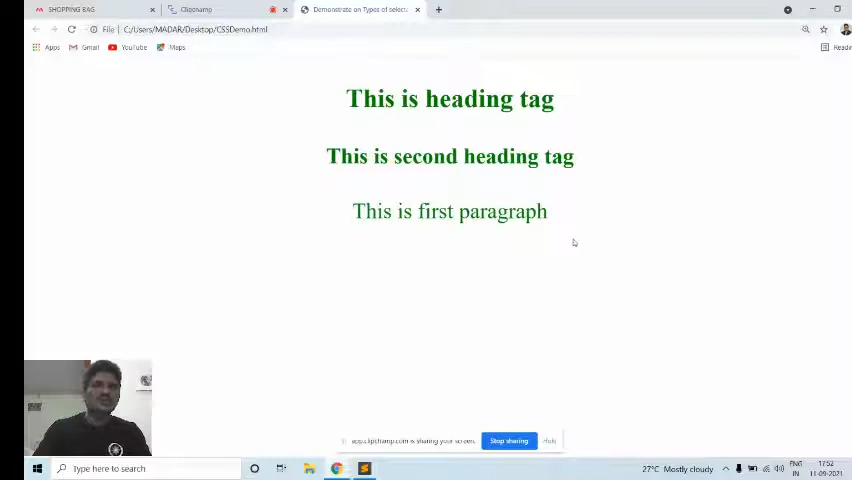 SHOPPING BAG
Clipchamp
Demonstrate on Types of select
File
C:/Users/MADAR/Desktop/CSSDemo.html
Apps
Gmail
YouTube
Maps
Readi
This is heading tag
This is second heading tag
This is first paragraph
app.clipchamp.com is sharing your screen.
Stop sharing
Hide
Type here to search
27°C Mostly cloudy
ENG
IN
17:52
11-09-2021